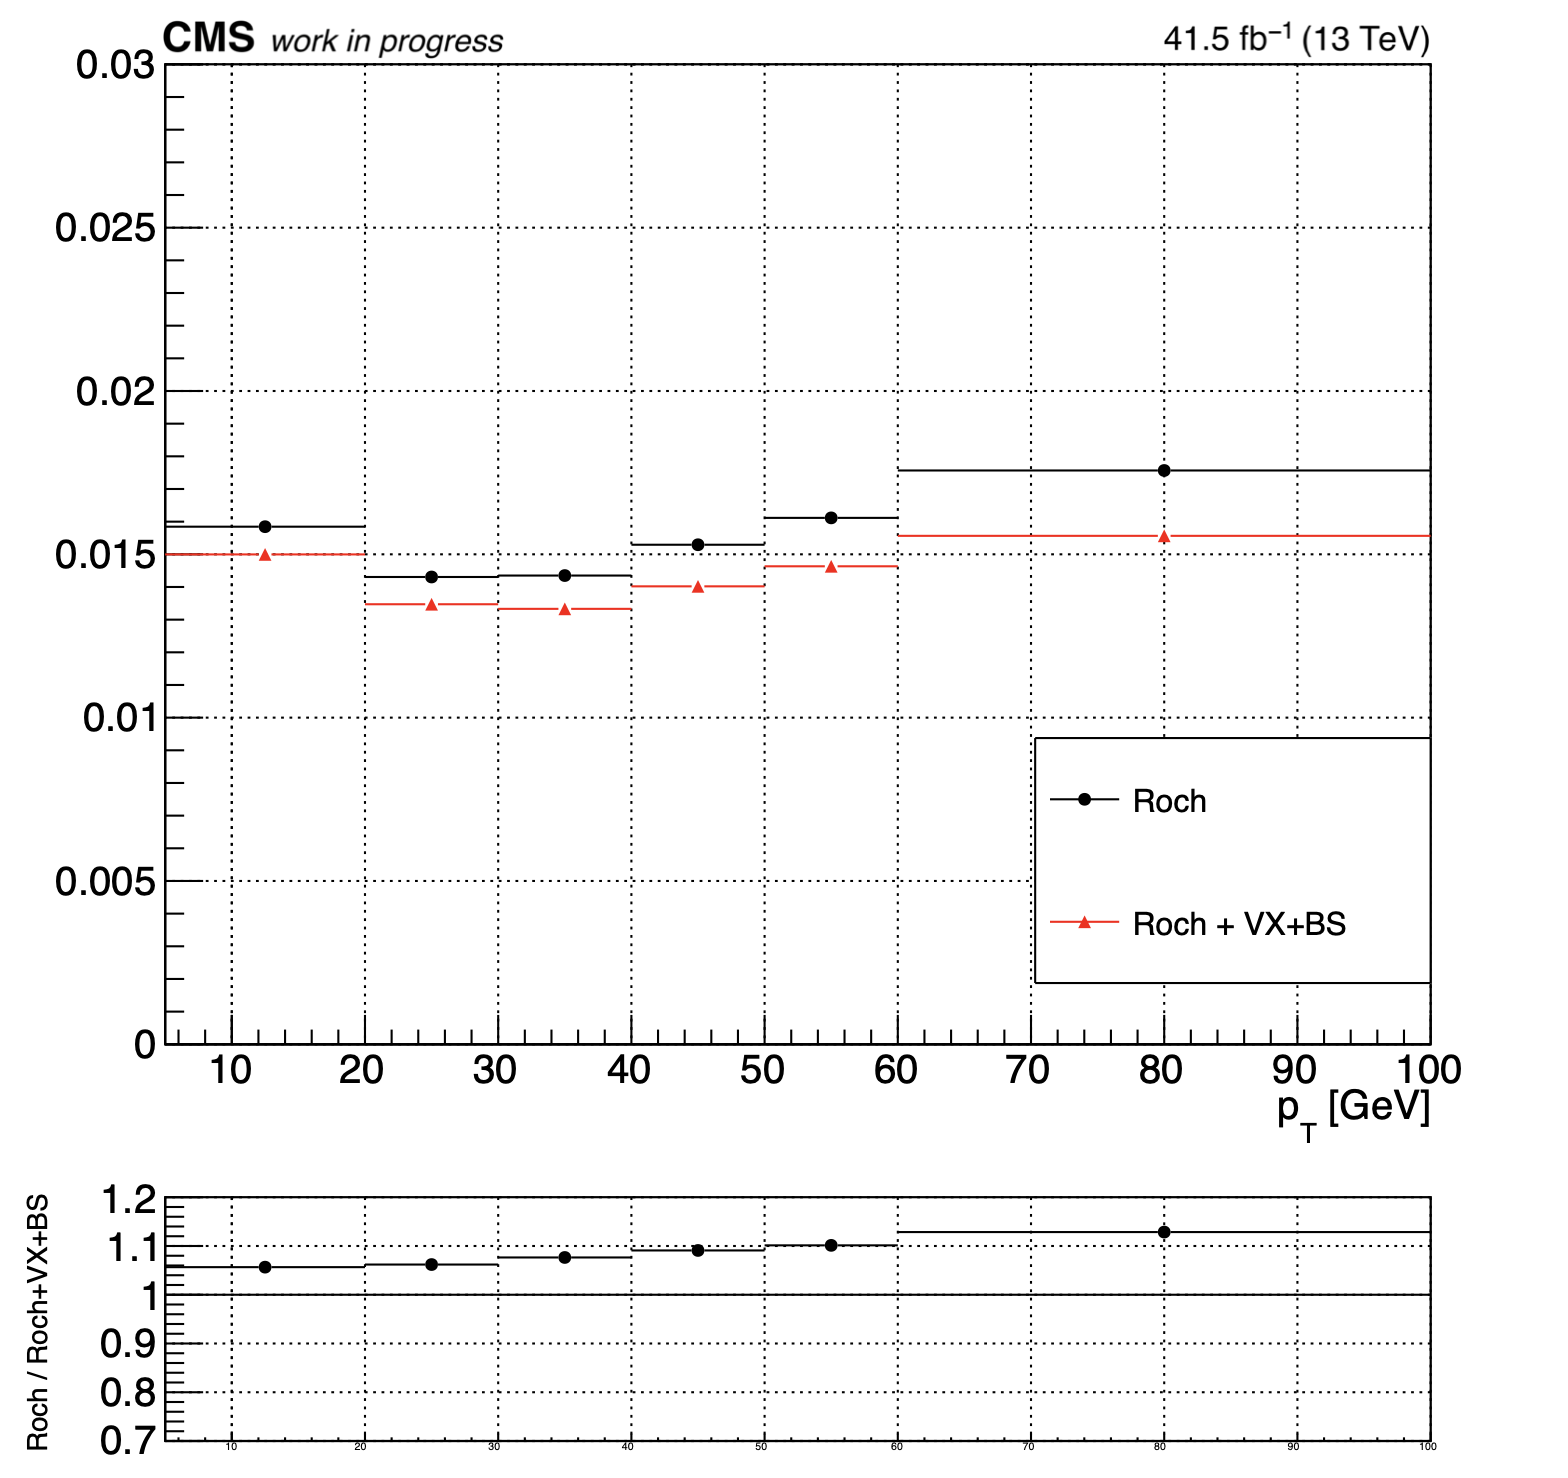 CMS work in progress 41.5 fb⁻¹ (13 TeV)
0.03
0.025
0.02
0.015
0.01
0.005
0
Roch
Roch + VX+BS
10 20 30 40 50 60 70 80 90 100
p_T [GeV]
Roch / Roch+VX+BS
1.2
1.1
1
0.9
0.8
0.7
10 20 30 40 50 60 70 80 90 100